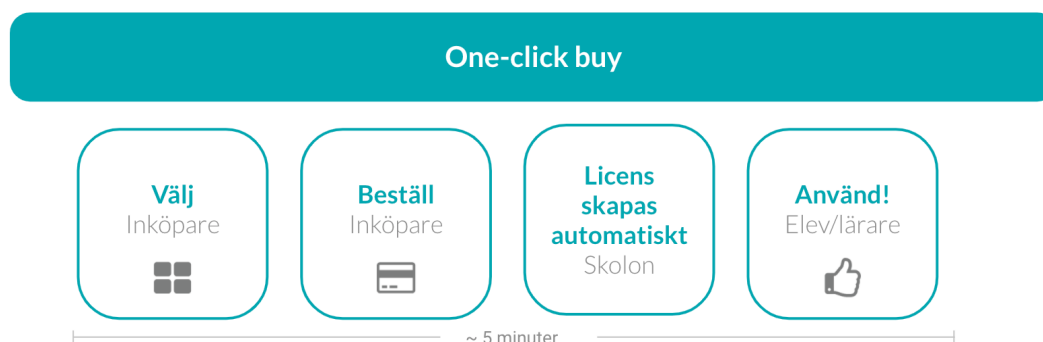 One-click buy
Välj
Inköpare
Beställ
Inköpare
Licens
skapas
automatiskt
Skolon
Använd!
Elev/lärare
~ 5 minuter